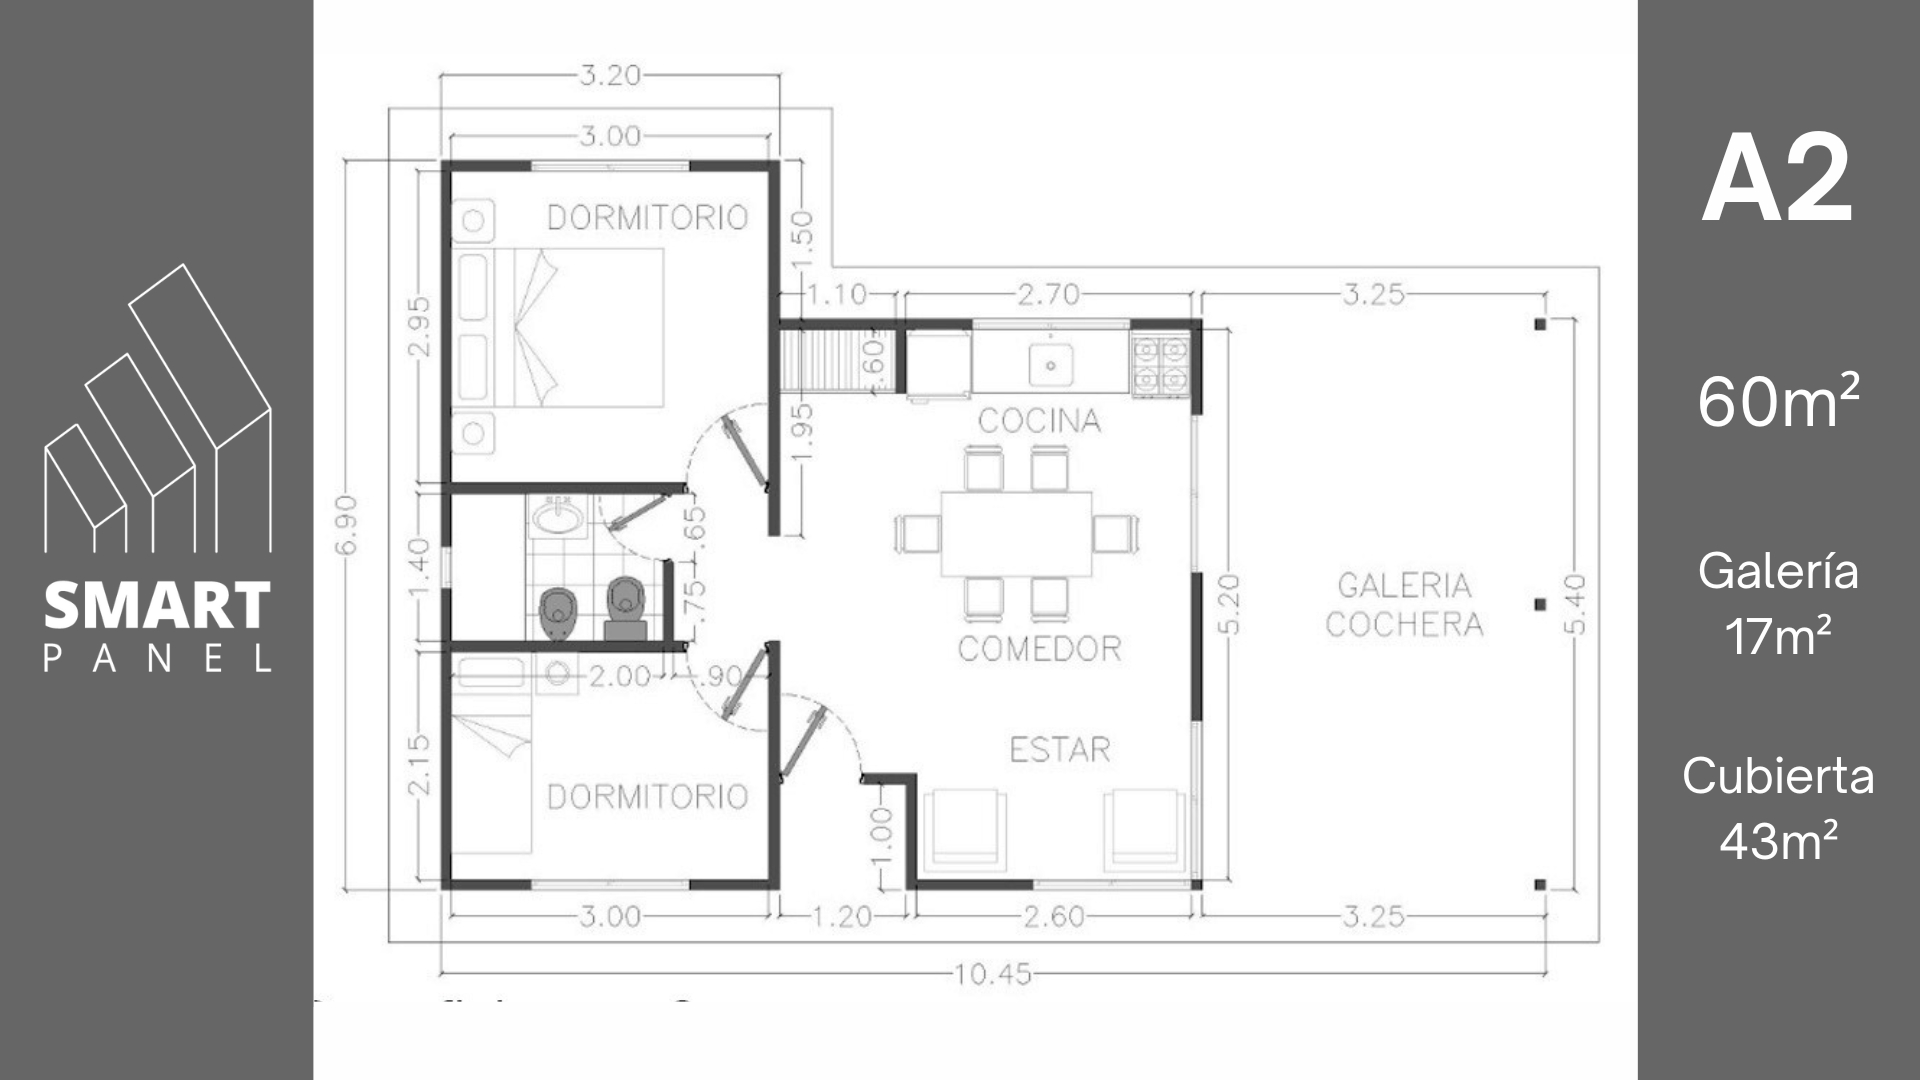 SMART
PANEL
3.20
3.00
DORMITORIO
2.95
6.90
1.50
1.10
2.70
3.25
.60
1.95
COCINA
1.40
.65
.75
COMEDOR
5.20
GALERIA
COCHERA
5.40
2.00
.90
2.15
DORMITORIO
ESTAR
1.00
3.00
1.20
2.60
3.25
10.45
A2
60m²
Galería
17m²
Cubierta
43m²